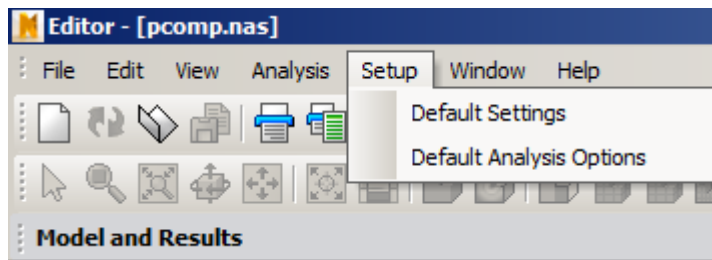 Editor - [pcomp.nas]
File Edit View Analysis Setup Window Help
Default Settings
Default Analysis Options
Model and Results